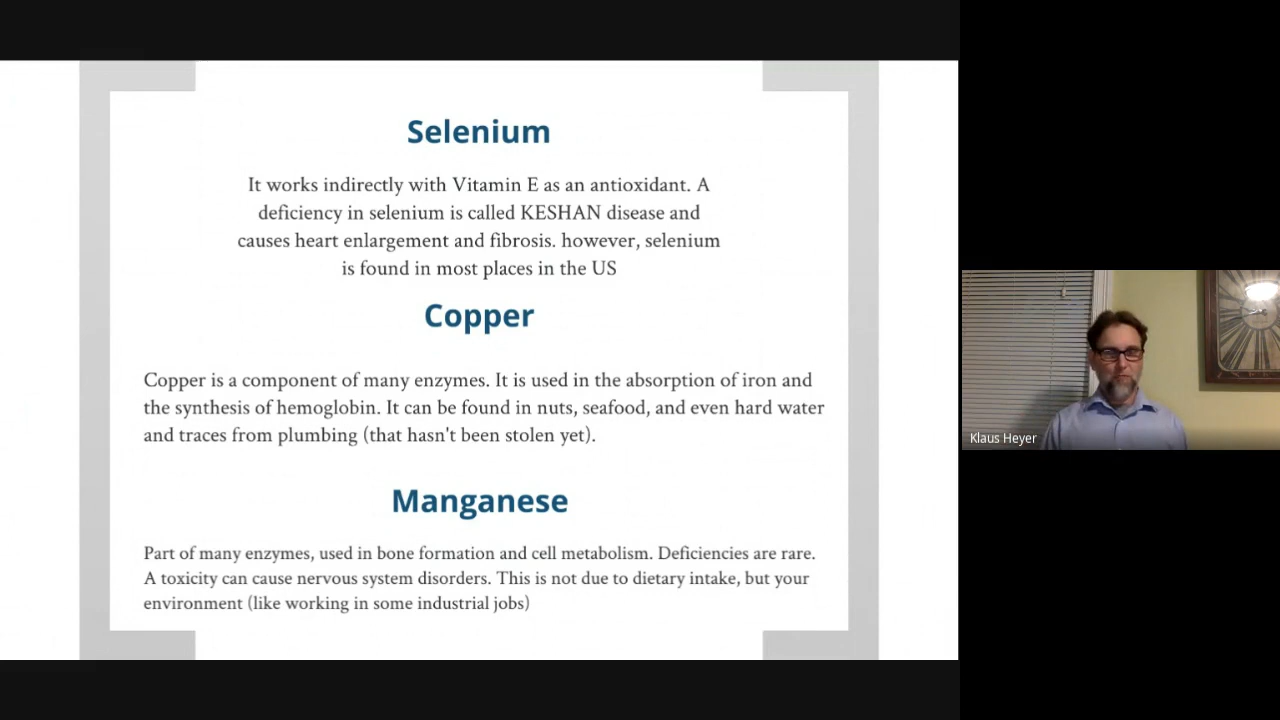 Selenium
It works indirectly with Vitamin E as an antioxidant. A
deficiency in selenium is called KESHAN disease and
causes heart enlargement and fibrosis. however, selenium
is found in most places in the US
Copper
Copper is a component of many enzymes. It is used in the absorption of iron and
the synthesis of hemoglobin. It can be found in nuts, seafood, and even hard water
and traces from plumbing (that hasn't been stolen yet).
Manganese
Part of many enzymes, used in bone formation and cell metabolism. Deficiencies are rare.
A toxicity can cause nervous system disorders. This is not due to dietary intake, but your
environment (like working in some industrial jobs)
Klaus Heyer